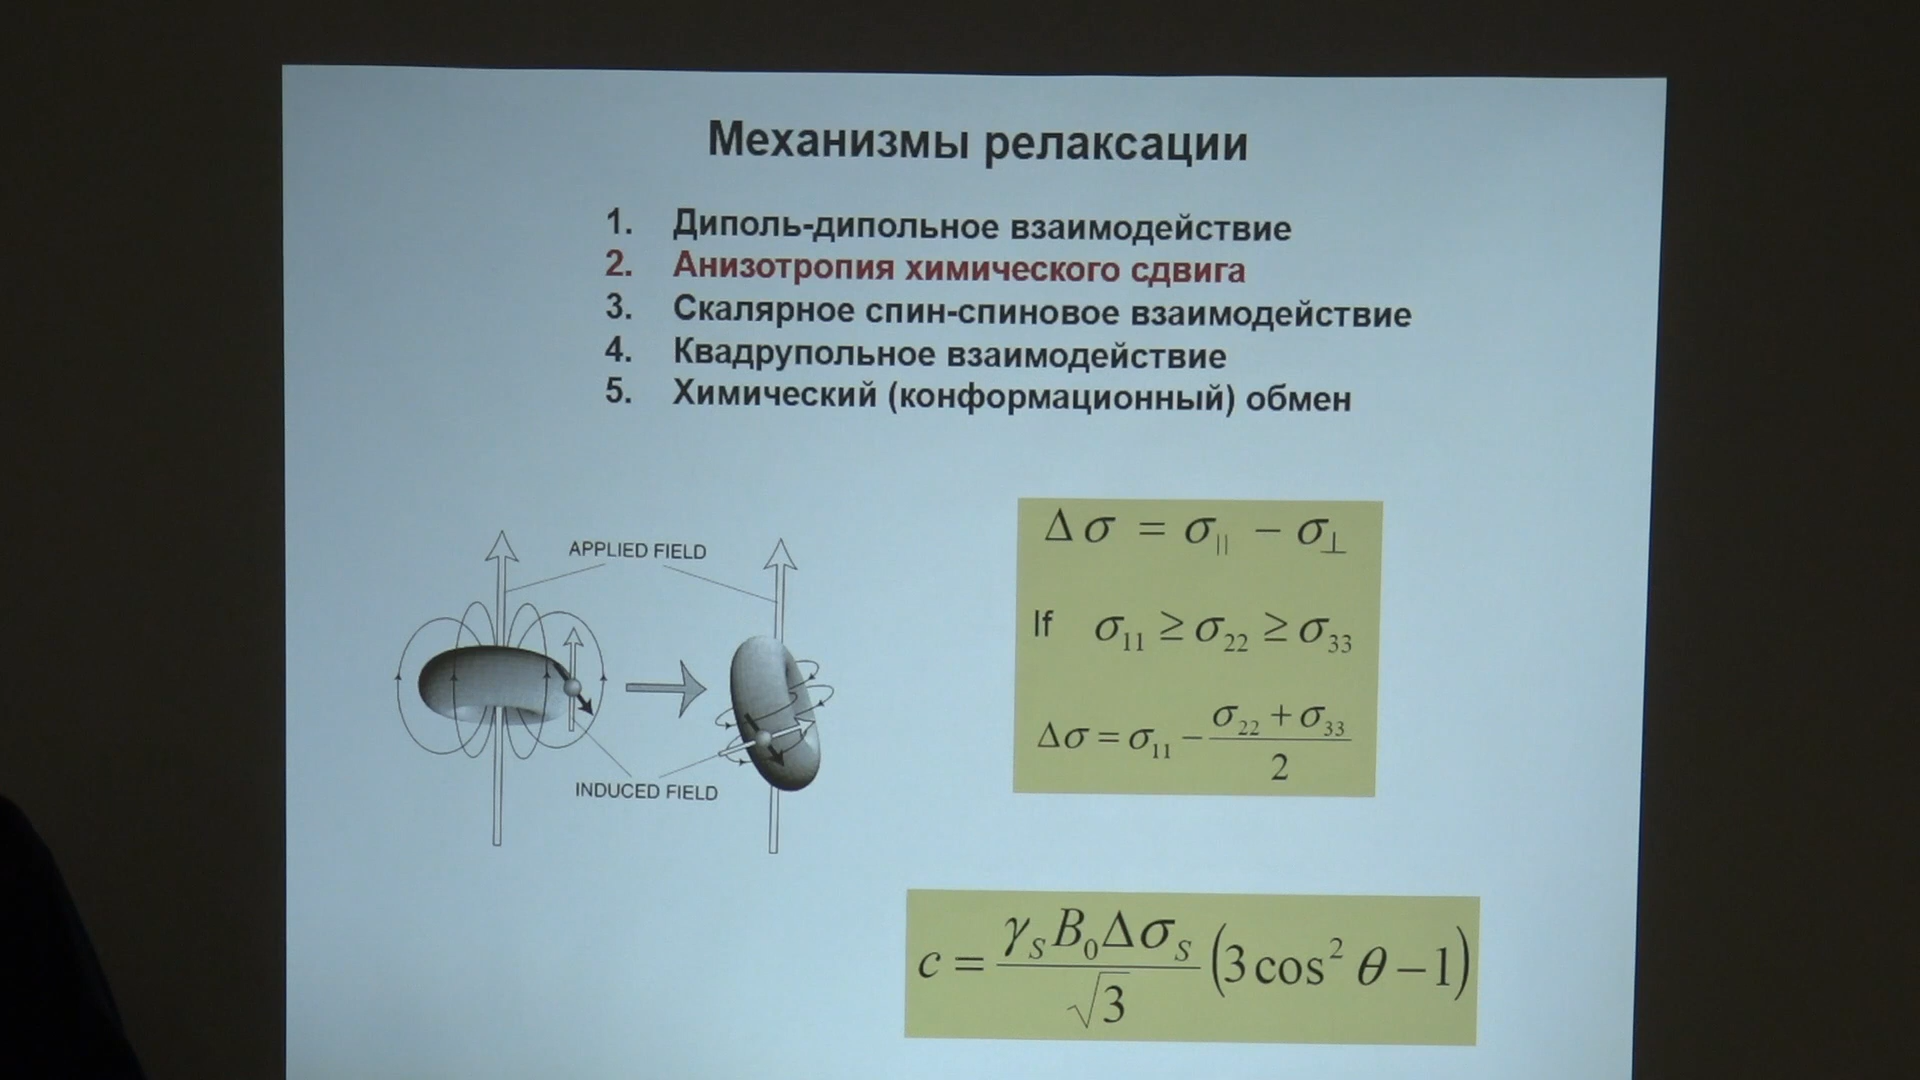 Механизмы релаксации
1. Диполь-дипольное взаимодействие
2. Анизотропия химического сдвига
3. Скалярное спин-спиновое взаимодействие
4. Квадрупольное взаимодействие
5. Химический (конформационный) обмен
APPLIED FIELD
INDUCED FIELD
Δσ = σ|| − σ⊥
If σ11 ≥ σ22 ≥ σ33
Δσ = σ11 − (σ22 + σ33)/2
c = γS B0 ΔσS / √3 (3 cos² θ − 1)